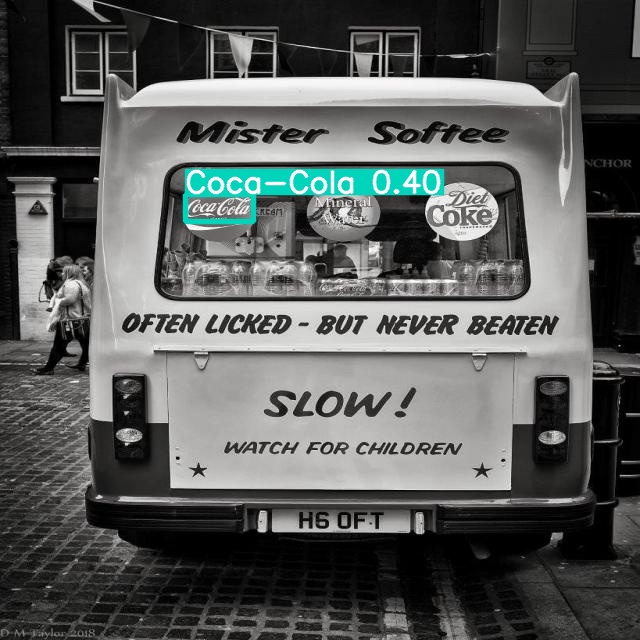 Mister Softee
Coca-Cola 0.40
Coca-Cola
Mineral
Diet
Coke
ANCHOR
OFTEN LICKED - BUT NEVER BEATEN
SLOW!
WATCH FOR CHILDREN
H6 OFT
D M Taylor 2018